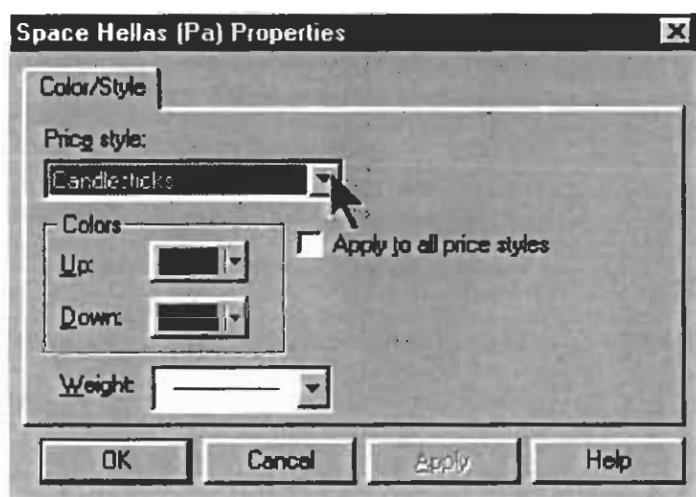 Space Hellas (Pa) Properties
Color/Style
Price style:
Candlesticks
Colors
Up:
Apply to all price styles
Down:
Weight:
OK Cancel Apply Help